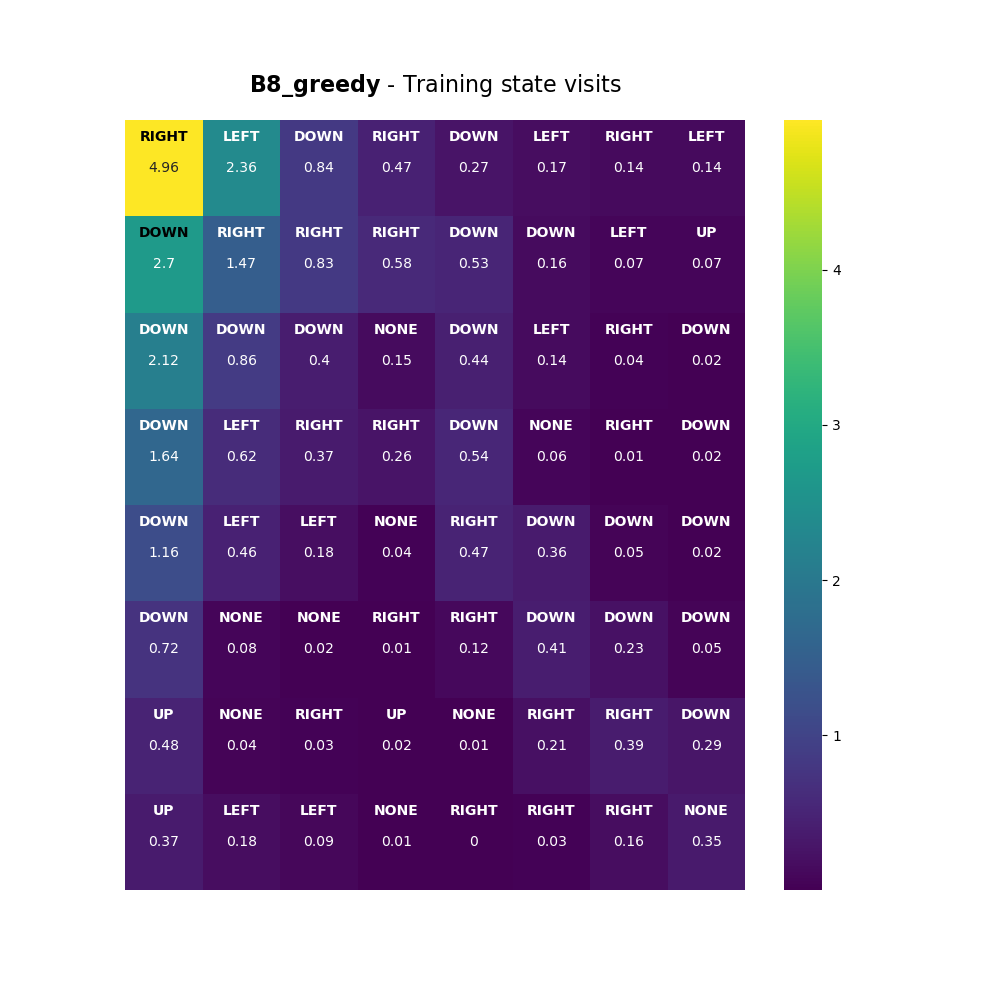 B8_greedy - Training state visits
RIGHT LEFT DOWN RIGHT DOWN LEFT RIGHT LEFT
4.96 2.36 0.84 0.47 0.27 0.17 0.14 0.14
DOWN RIGHT RIGHT RIGHT DOWN DOWN LEFT UP
2.7 1.47 0.83 0.58 0.53 0.16 0.07 0.07
4
DOWN DOWN DOWN NONE DOWN LEFT RIGHT DOWN
2.12 0.86 0.4 0.15 0.44 0.14 0.04 0.02
DOWN LEFT RIGHT RIGHT DOWN NONE RIGHT DOWN
3
1.64 0.62 0.37 0.26 0.54 0.06 0.01 0.02
DOWN LEFT LEFT NONE RIGHT DOWN DOWN DOWN
1.16 0.46 0.18 0.04 0.47 0.36 0.05 0.02
2
DOWN NONE NONE RIGHT RIGHT DOWN DOWN DOWN
0.72 0.08 0.02 0.01 0.12 0.41 0.23 0.05
UP NONE RIGHT UP NONE RIGHT RIGHT DOWN
1
0.48 0.04 0.03 0.02 0.01 0.21 0.39 0.29
UP LEFT LEFT NONE RIGHT RIGHT RIGHT NONE
0.37 0.18 0.09 0.01 0 0.03 0.16 0.35